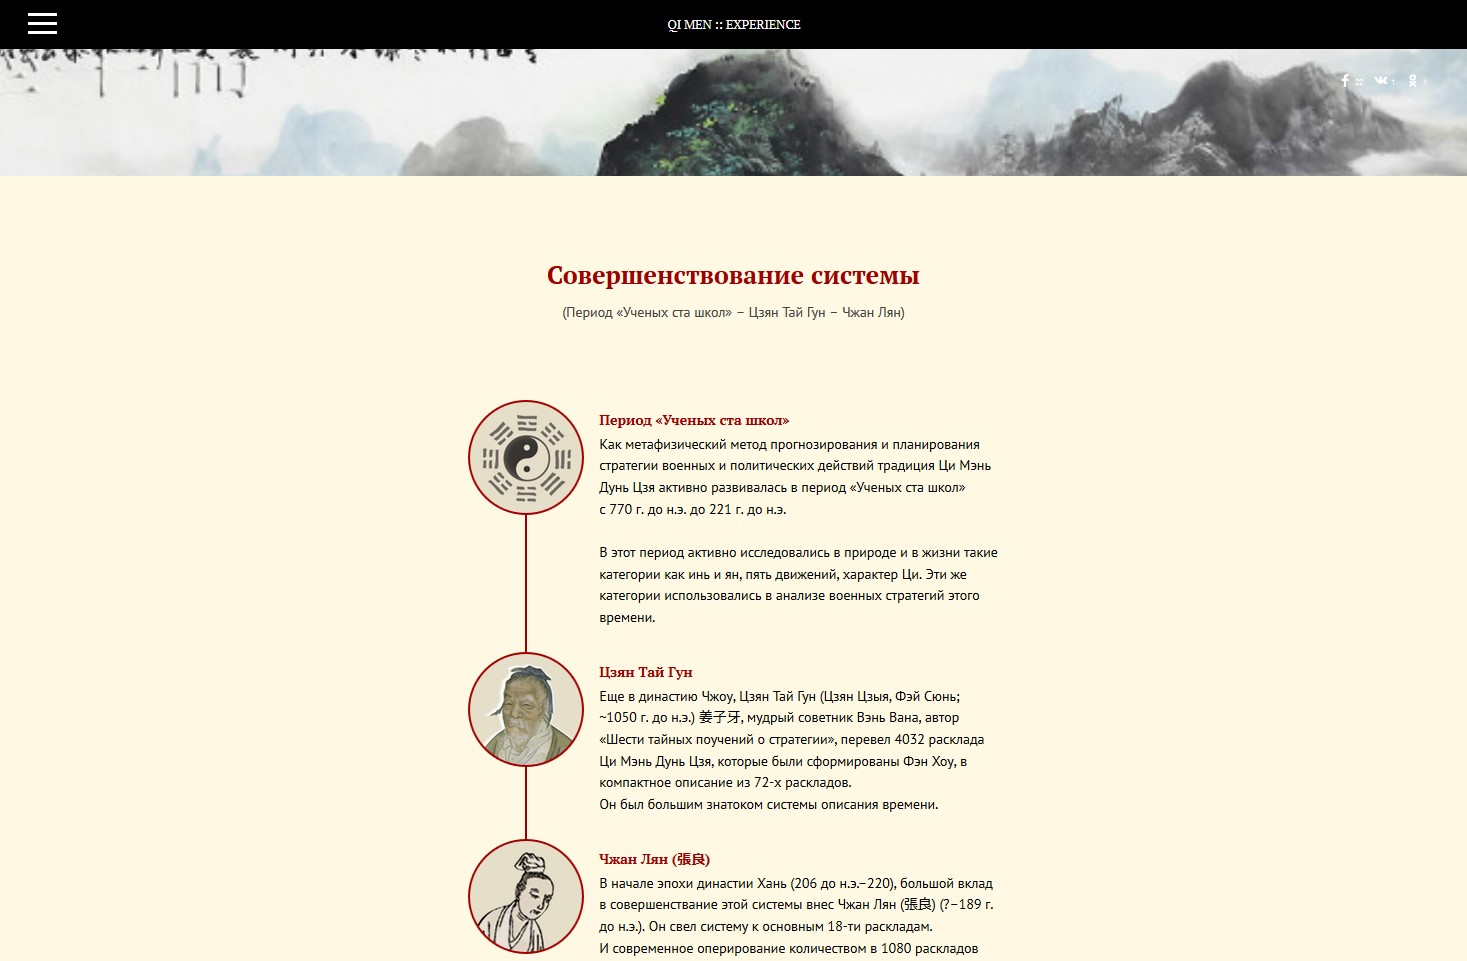 QI MEN :: EXPERIENCE
22 1 1
Совершенствование системы
(Период «Ученых ста школ» – Цзян Тай Гун – Чжан Лян)
Период «Ученых ста школ»
Как метафизический метод прогнозирования и планирования
стратегии военных и политических действий традиция Ци Мэнь
Дунь Цзя активно развивалась в период «Ученых ста школ»
с 770 г. до н.э. до 221 г. до н.э.
В этот период активно исследовались в природе и в жизни такие
категории как инь и ян, пять движений, характер Ци. Эти же
категории использовались в анализе военных стратегий этого
времени.
Цзян Тай Гун
Еще в династию Чжоу, Цзян Тай Гун (Цзян Цзыя, Фэй Сюнь;
~1050 г. до н.э.) 姜子牙, мудрый советник Вэнь Вана, автор
«Шести тайных поучений о стратегии», перевел 4032 расклада
Ци Мэнь Дунь Цзя, которые были сформированы Фэн Хоу, в
компактное описание из 72-х раскладов.
Он был большим знатоком системы описания времени.
Чжан Лян (張良)
В начале эпохи династии Хань (206 до н.э.–220), большой вклад
в совершенствание этой системы внес Чжан Лян (張良) (?–189 г.
до н.э.). Он свел систему к основным 18-ти раскладам.
И современное оперирование количеством в 1080 раскладов